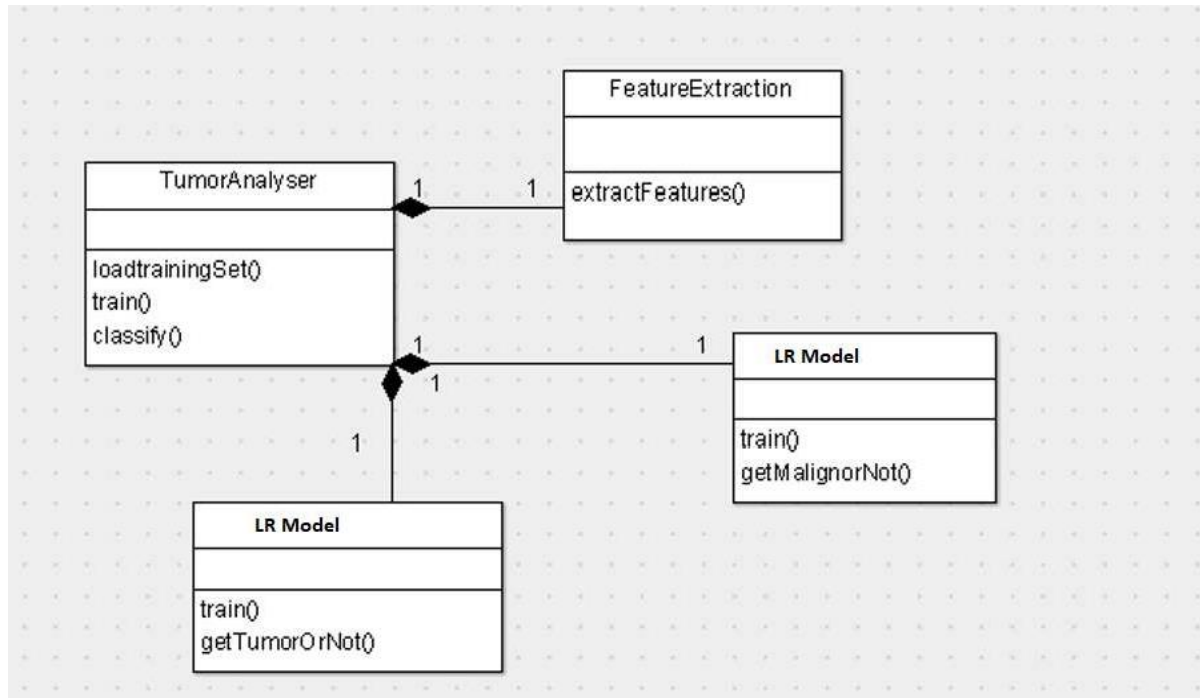 FeatureExtraction
extractFeatures()
TumorAnalyser
loadtrainingSet()
train()
classify()
1
1
1
1
LR Model
train()
getMalignorNot()
1
1
LR Model
train()
getTumorOrNot()